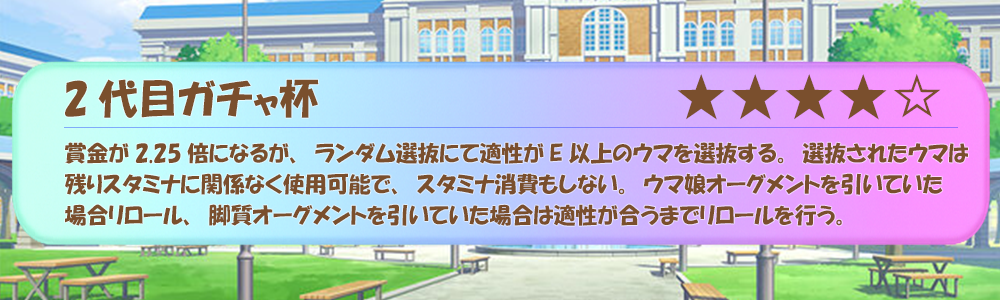 2代目ガチャ杯 ★★★★☆
賞金が2.25倍になるが、ランダム選抜にて適性がE以上のウマを選抜する。選抜されたウマは
残りスタミナに関係なく使用可能で、スタミナ消費もしない。ウマ娘オーグメントを引いていた
場合リロール、脚質オーグメントを引いていた場合は適性が合うまでリロールを行う。